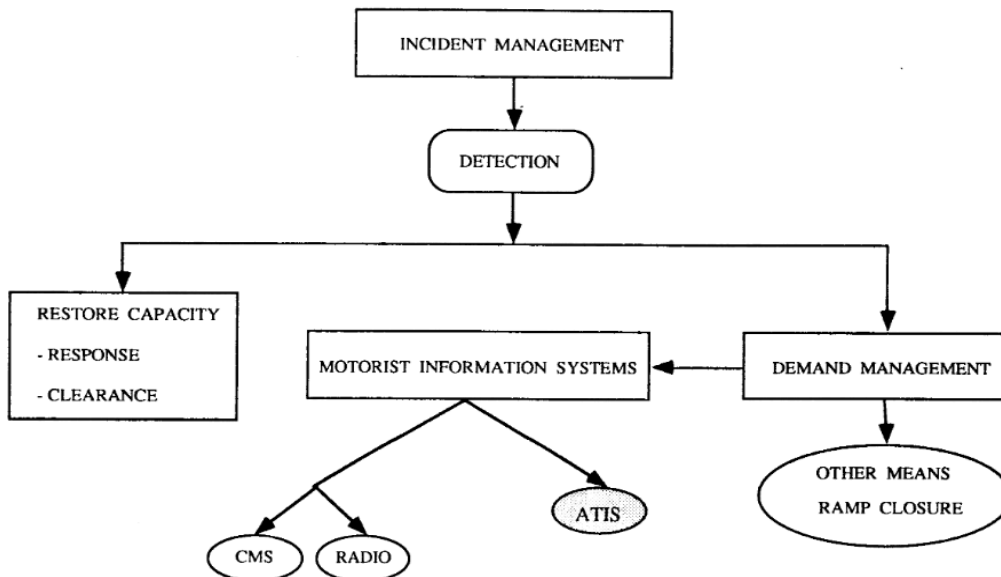 INCIDENT MANAGEMENT
DETECTION
RESTORE CAPACITY
- RESPONSE
- CLEARANCE
MOTORIST INFORMATION SYSTEMS
DEMAND MANAGEMENT
OTHER MEANS
RAMP CLOSURE
ATIS
CMS
RADIO